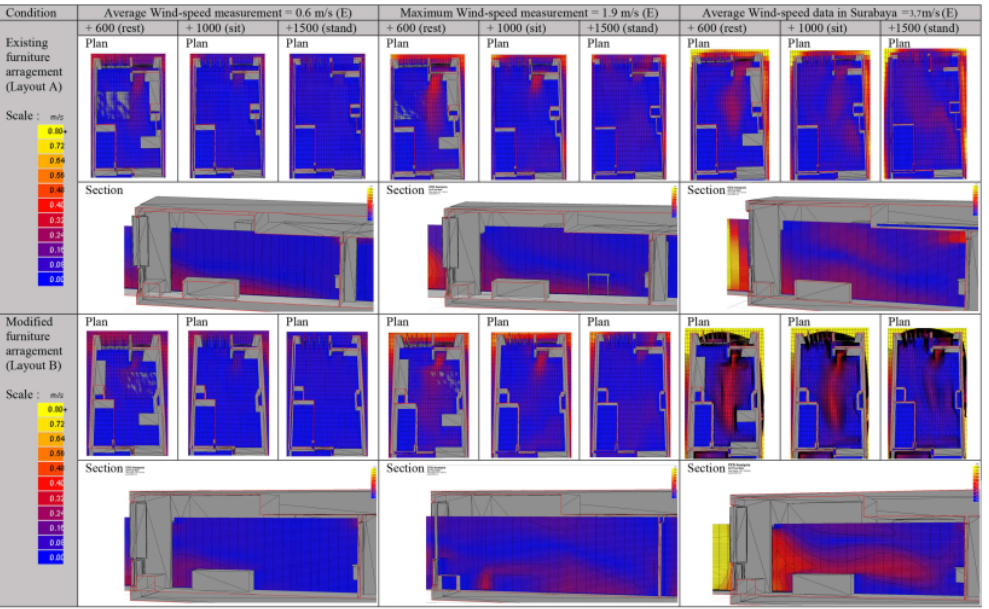 Condition
Average Wind-speed measurement = 0.6 m/s (E)
Maximum Wind-speed measurement = 1.9 m/s (E)
Average Wind-speed data in Surabaya =3,7m/s (E)
+ 600 (rest)
+ 1000 (sit)
+1500 (stand)
+ 600 (rest)
+ 1000 (sit)
+1500 (stand)
+ 600 (rest)
+ 1000 (sit)
+1500 (stand)
Existing
furniture
arragement
(Layout A)
Scale : m/s
0.80+
0.72
0.64
0.56
0.48
0.40
0.32
0.24
0.16
0.08
0.00
Plan
Plan
Plan
Plan
Plan
Plan
Plan
Plan
Plan
Section
Section
Section
Modified
furniture
arragement
(Layout B)
Scale : m/s
0.80+
0.72
0.64
0.56
0.48
0.40
0.32
0.24
0.16
0.08
0.00
Plan
Plan
Plan
Plan
Plan
Plan
Plan
Plan
Plan
Section
Section
Section